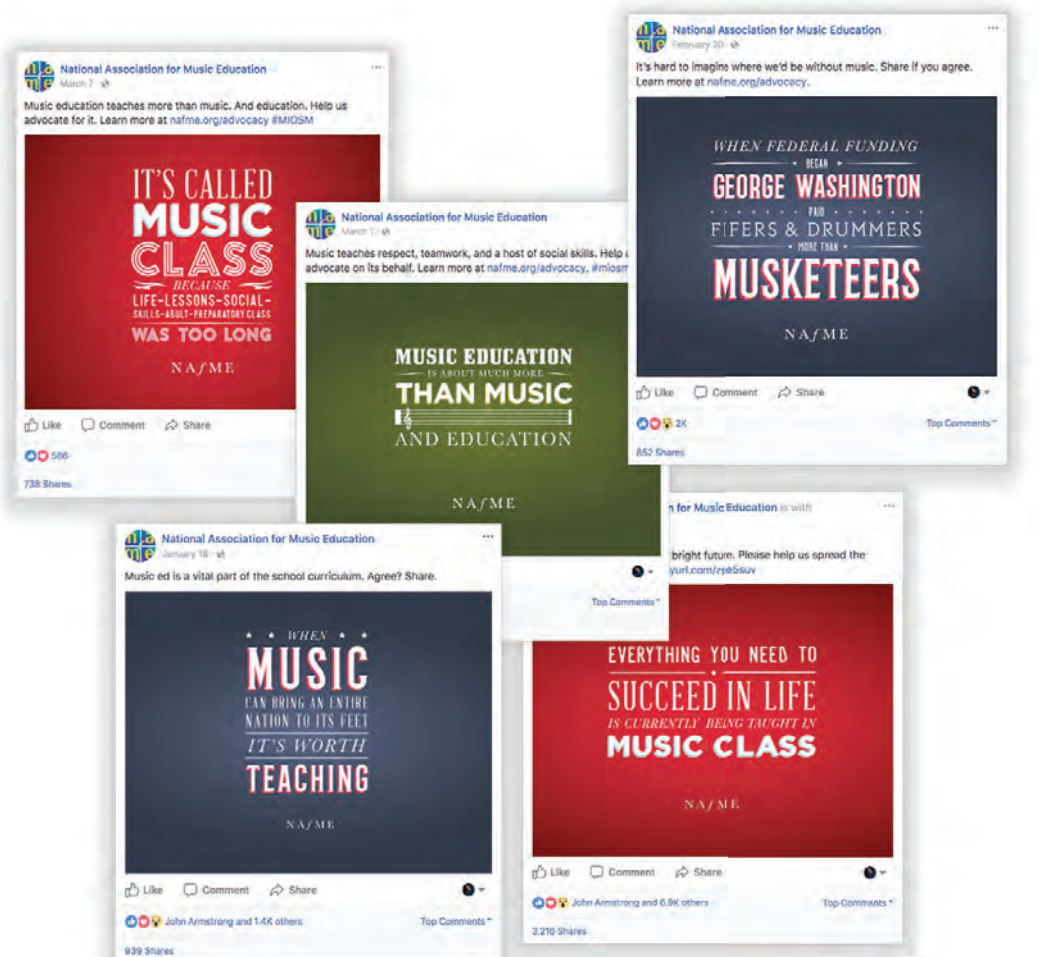 National Association for Music Education
March 7
Music education teaches more than music. And education. Help us
advocate for it. Learn more at nafme.org/advocacy #MIOSM
IT'S CALLED
MUSIC
CLASS
BECAUSE
LIFE-LESSONS-SOCIAL-
SKILLS-ADULT-PREPARATORY CLASS
WAS TOO LONG
NAfME
Like Comment Share
586
738 Shares
National Association for Music Education
March
Music teaches respect, teamwork, and a host of social skills. Help
advocate on its behalf. Learn more at nafme.org/advocacy, #miosm
MUSIC EDUCATION
IS ABOUT MUCH MORE
THAN MUSIC
AND EDUCATION
NAfME
Top Comments
National Association for Music Education
February 20
It's hard to imagine where we'd be without music. Share if you agree.
Learn more at nafme.org/advocacy.
WHEN FEDERAL FUNDING
BEGAN
GEORGE WASHINGTON
PAID
FIFERS & DRUMMERS
MORE THAN
MUSKETEERS
NAfME
Like Comment Share
2K Top Comments
852 Shares
National Association for Music Education
January 18
Music ed is a vital part of the school curriculum. Agree? Share.
WHEN
MUSIC
CAN BRING AN ENTIRE
NATION TO ITS FEET
IT'S WORTH
TEACHING
NAfME
Like Comment Share
John Armstrong and 1.4K others Top Comments
939 Shares
n for Music Education is with
bright future. Please help us spread the
yurl.com/zpe5suv
EVERYTHING YOU NEED TO
SUCCEED IN LIFE
IS CURRENTLY BEING TAUGHT IN
MUSIC CLASS
NAfME
Like Comment Share
John Armstrong and 6.9K others Top Comments
3,216 Shares